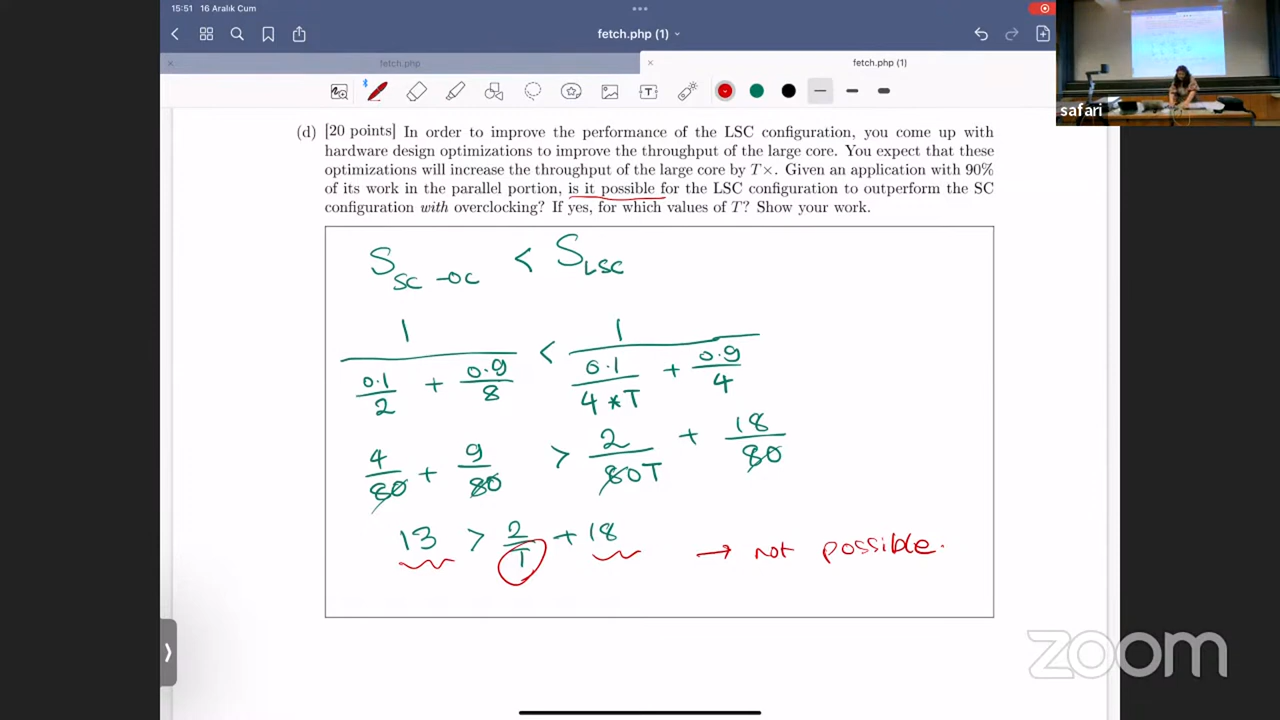 15:51 16 Aralık Cum
fetch.php (1)
fetch.php
fetch.php (1)
safari
(d) [20 points] In order to improve the performance of the LSC configuration, you come up with
hardware design optimizations to improve the throughput of the large core. You expect that these
optimizations will increase the throughput of the large core by T×. Given an application with 90%
of its work in the parallel portion, is it possible for the LSC configuration to outperform the SC
configuration with overclocking? If yes, for which values of T? Show your work.
S_SC-OC < S_LSC
1 / (0.1/2 + 0.9/8) < 1 / (0.1/(4*T) + 0.9/4)
4/80 + 9/80 > 2/80T + 18/80
13 > 2/T + 18 → not possible.
zoom